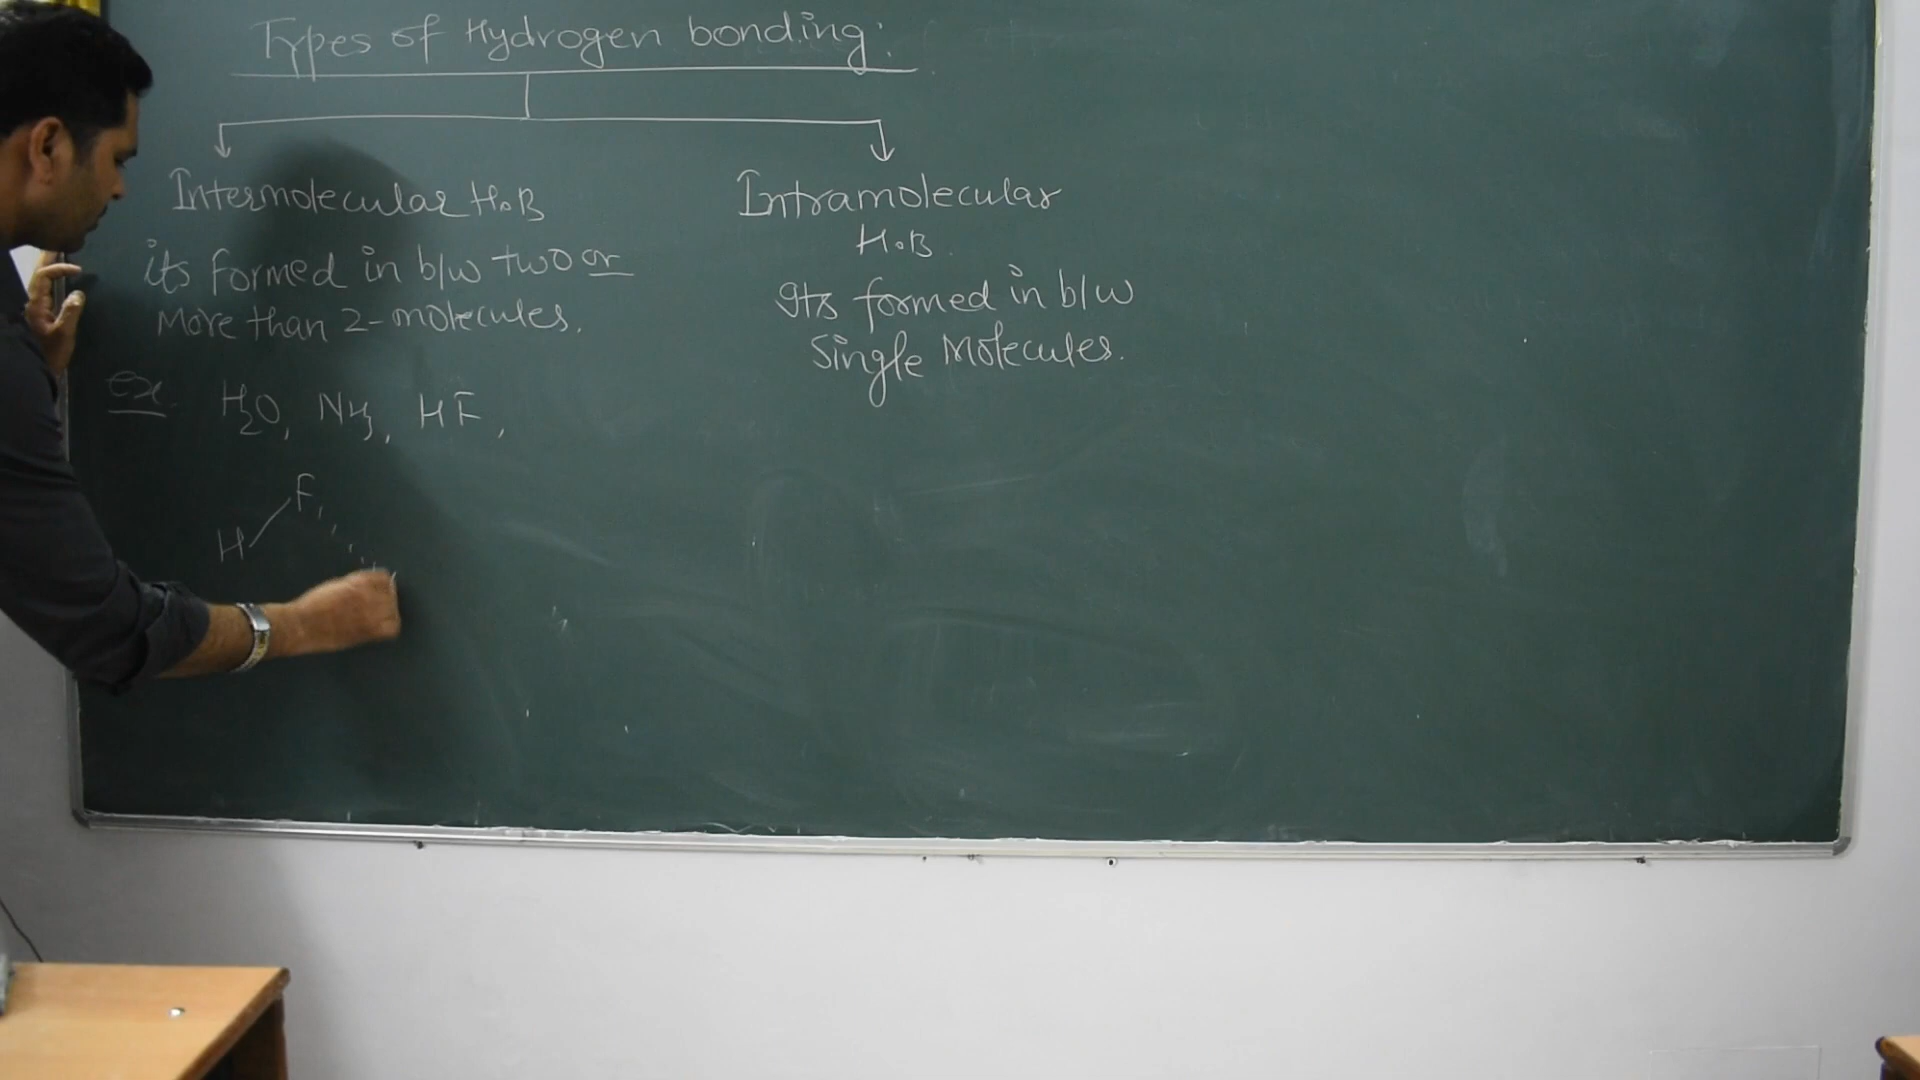 Types of Hydrogen bonding:
Intermolecular H.B
its formed in b/w two or
More than 2-molecules.
ex H2O, NH3, HF,
F
H
Intramolecular
H.B.
Its formed in b/w
Single Molecules.